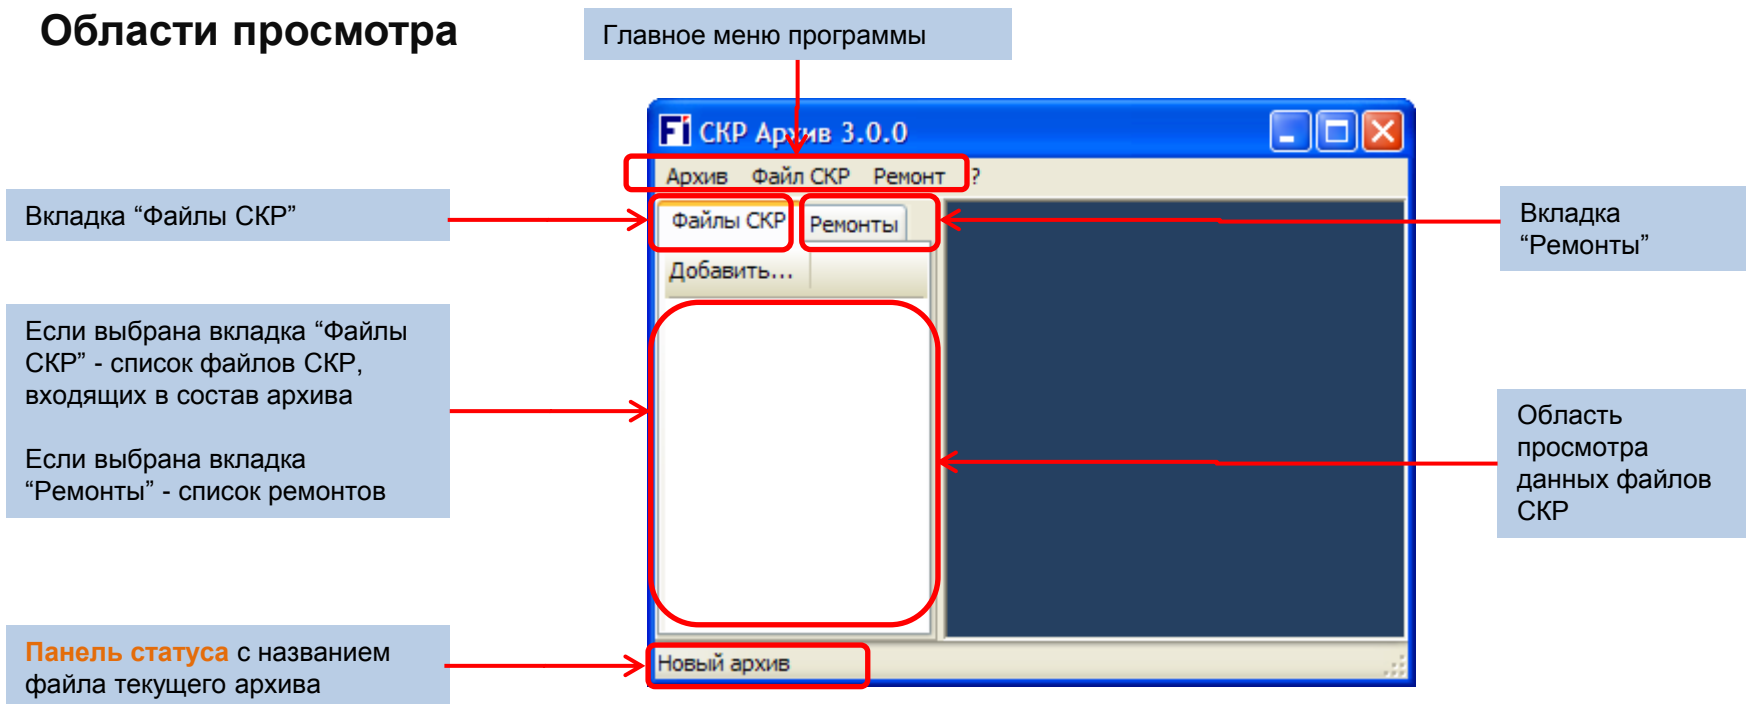 Области просмотра
Главное меню программы
Fi СКР Архив 3.0.0
Архив Файл СКР Ремонт ?
Вкладка “Файлы СКР”
Файлы СКР Ремонты
Вкладка
“Ремонты”
Добавить...
Если выбрана вкладка “Файлы
СКР” - список файлов СКР,
входящих в состав архива
Если выбрана вкладка
“Ремонты” - список ремонтов
Область
просмотра
данных файлов
СКР
Панель статуса с названием
файла текущего архива
Новый архив